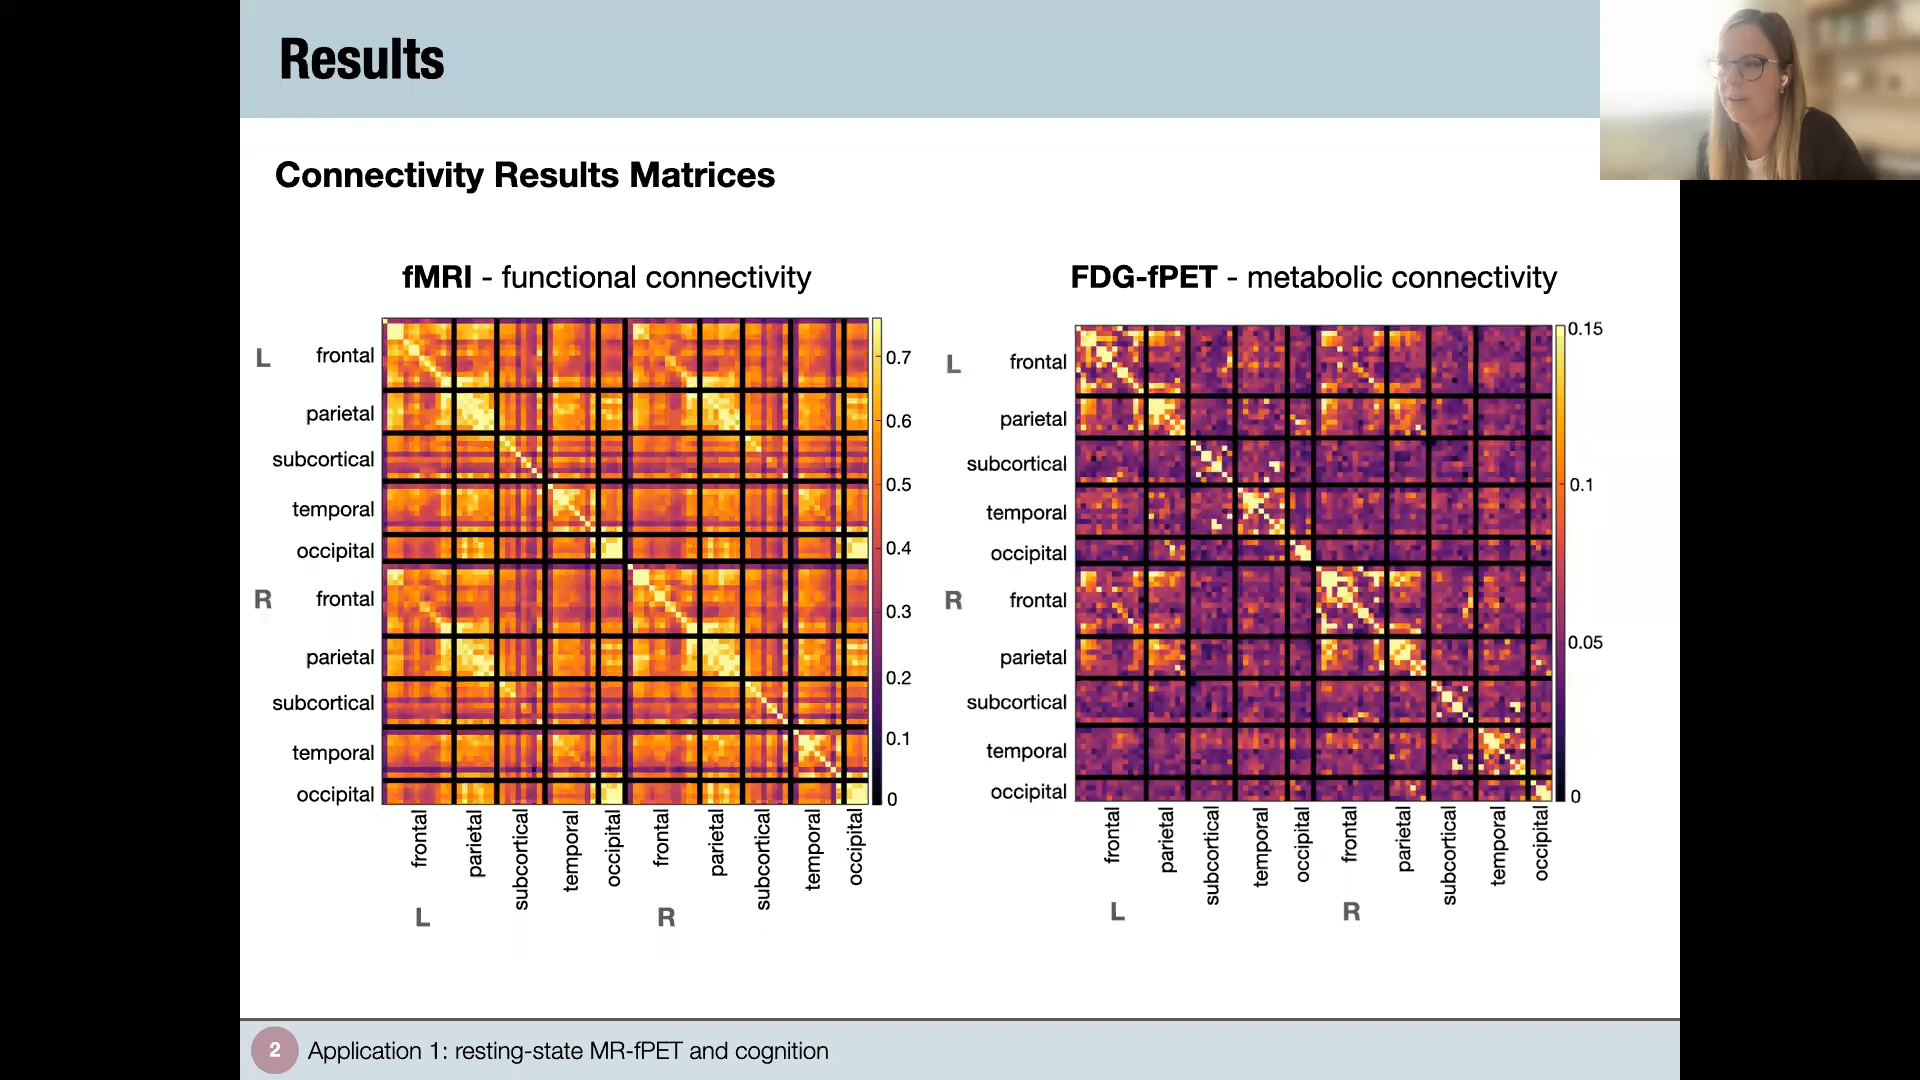 Results
Connectivity Results Matrices
fMRI - functional connectivity
L
frontal
parietal
subcortical
temporal
occipital
R
frontal
parietal
subcortical
temporal
occipital
0.7
0.6
0.5
0.4
0.3
0.2
0.1
0
frontal
parietal
subcortical
temporal
occipital
frontal
parietal
subcortical
temporal
occipital
L
R
FDG-fPET - metabolic connectivity
L
frontal
parietal
subcortical
temporal
occipital
R
frontal
parietal
subcortical
temporal
occipital
0.15
0.1
0.05
0
frontal
parietal
subcortical
temporal
occipital
frontal
parietal
subcortical
temporal
occipital
L
R
2 Application 1: resting-state MR-fPET and cognition